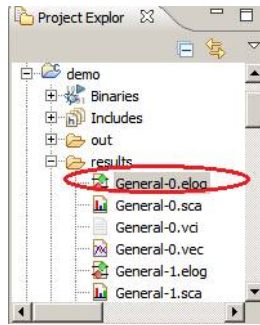 Project Explor
demo
Binaries
Includes
out
results
General-0.elog
General-0.sca
General-0.vci
General-0.vec
General-1.elog
General-1.sca